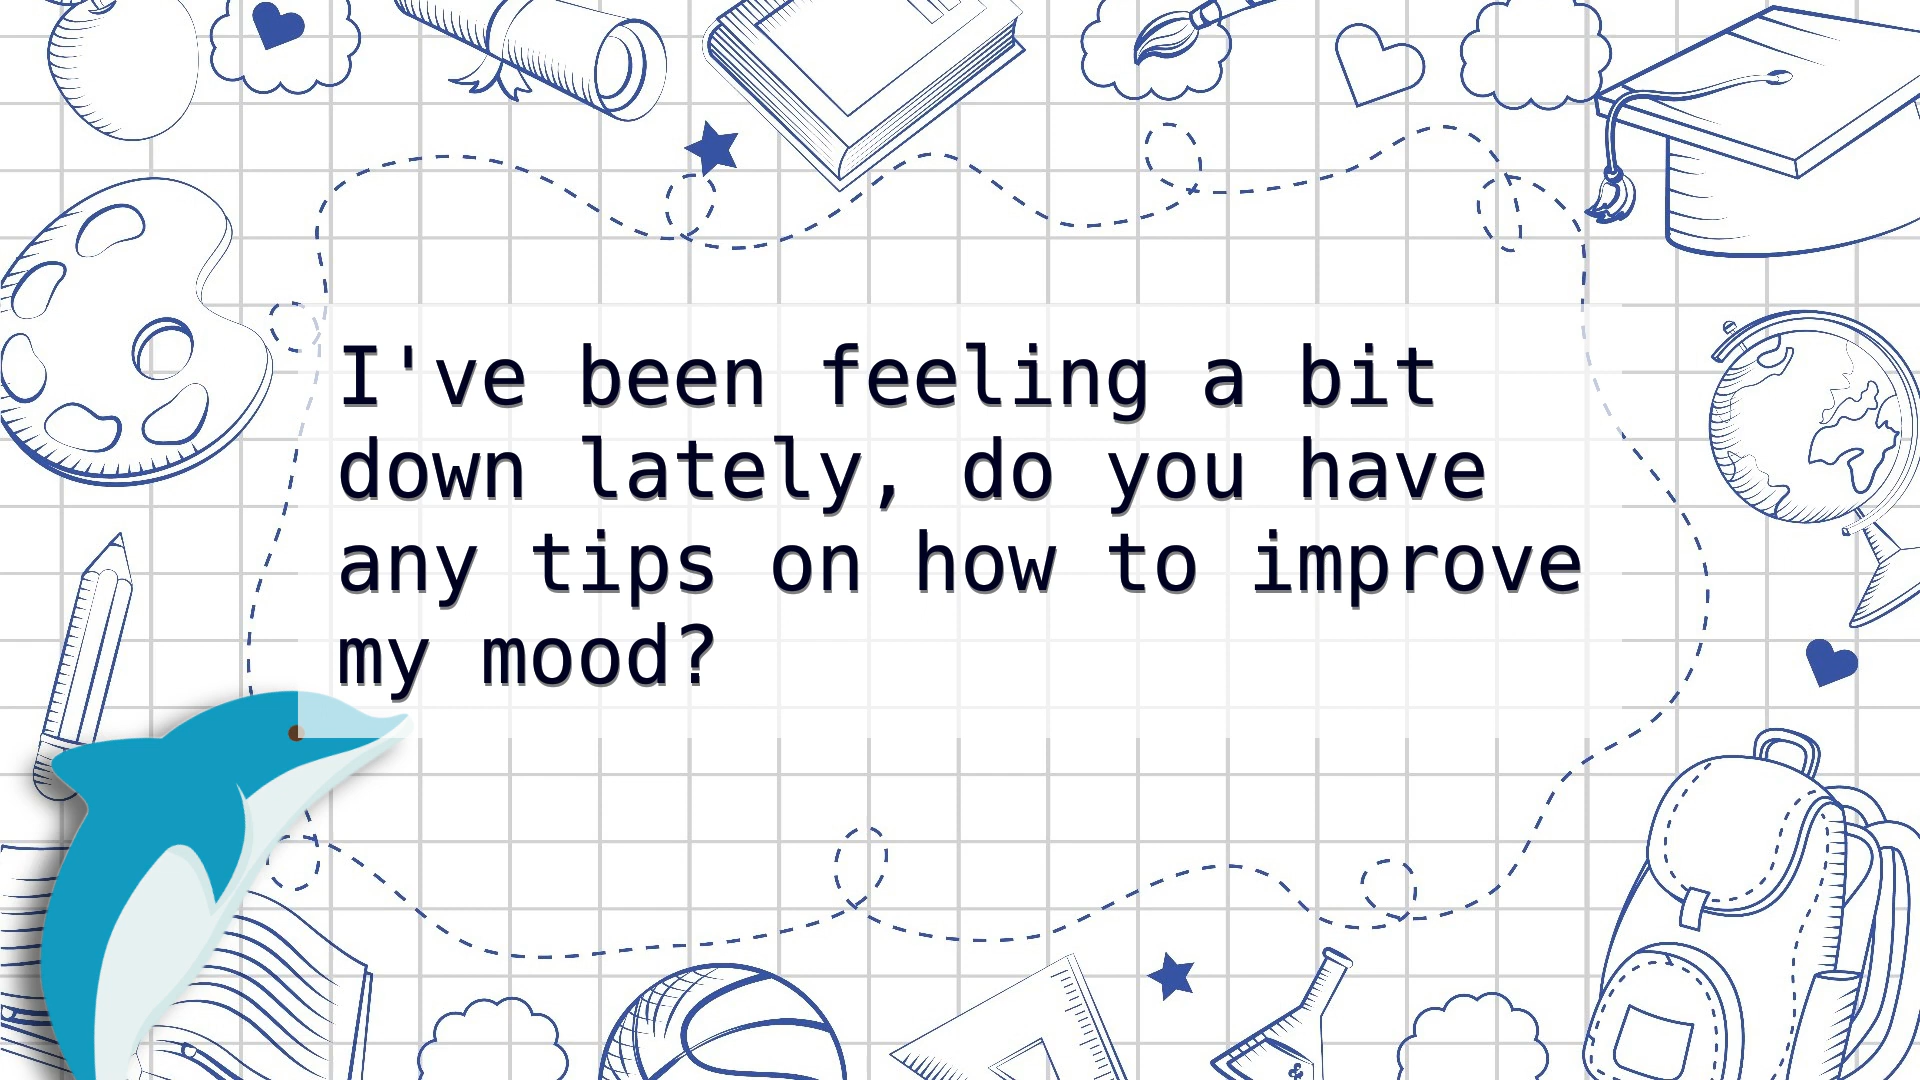 I've been feeling a bit
down lately, do you have
any tips on how to improve
my mood?